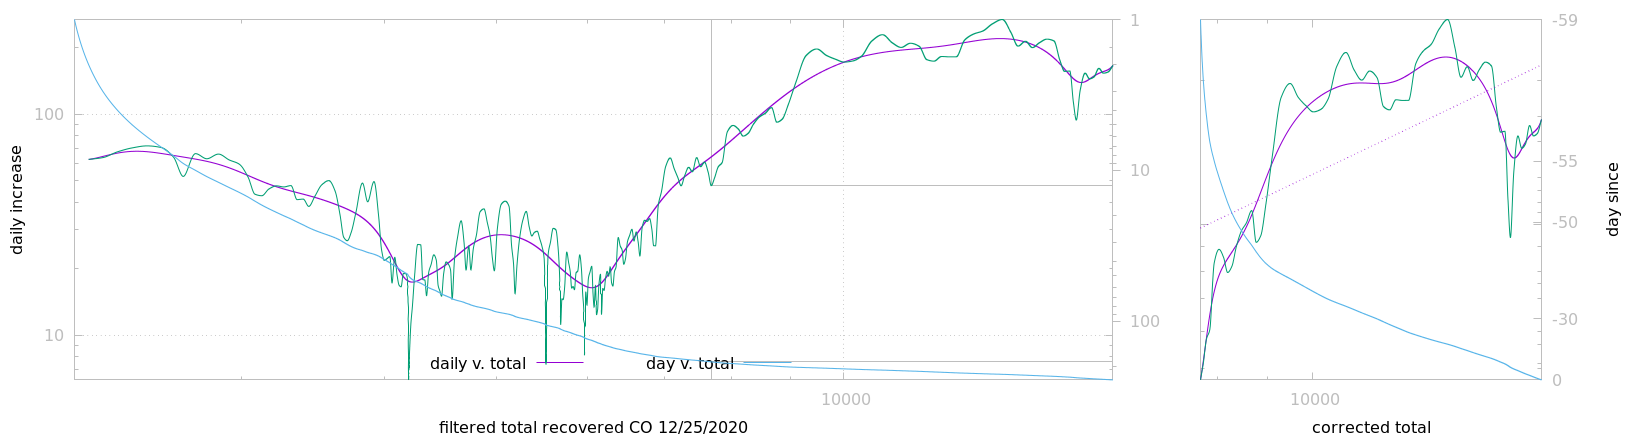 daily increase
100
10
daily v. total
day v. total
1
10
100
10000
filtered total recovered CO 12/25/2020
-59
-55
-50
-30
0
day since
10000
corrected total